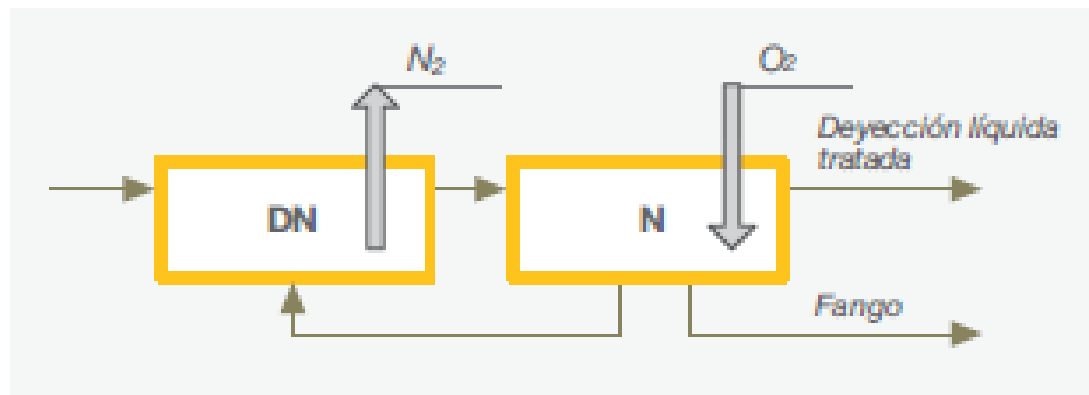 N₂
O₂
Deyección líquida
tratada
DN
N
Fango